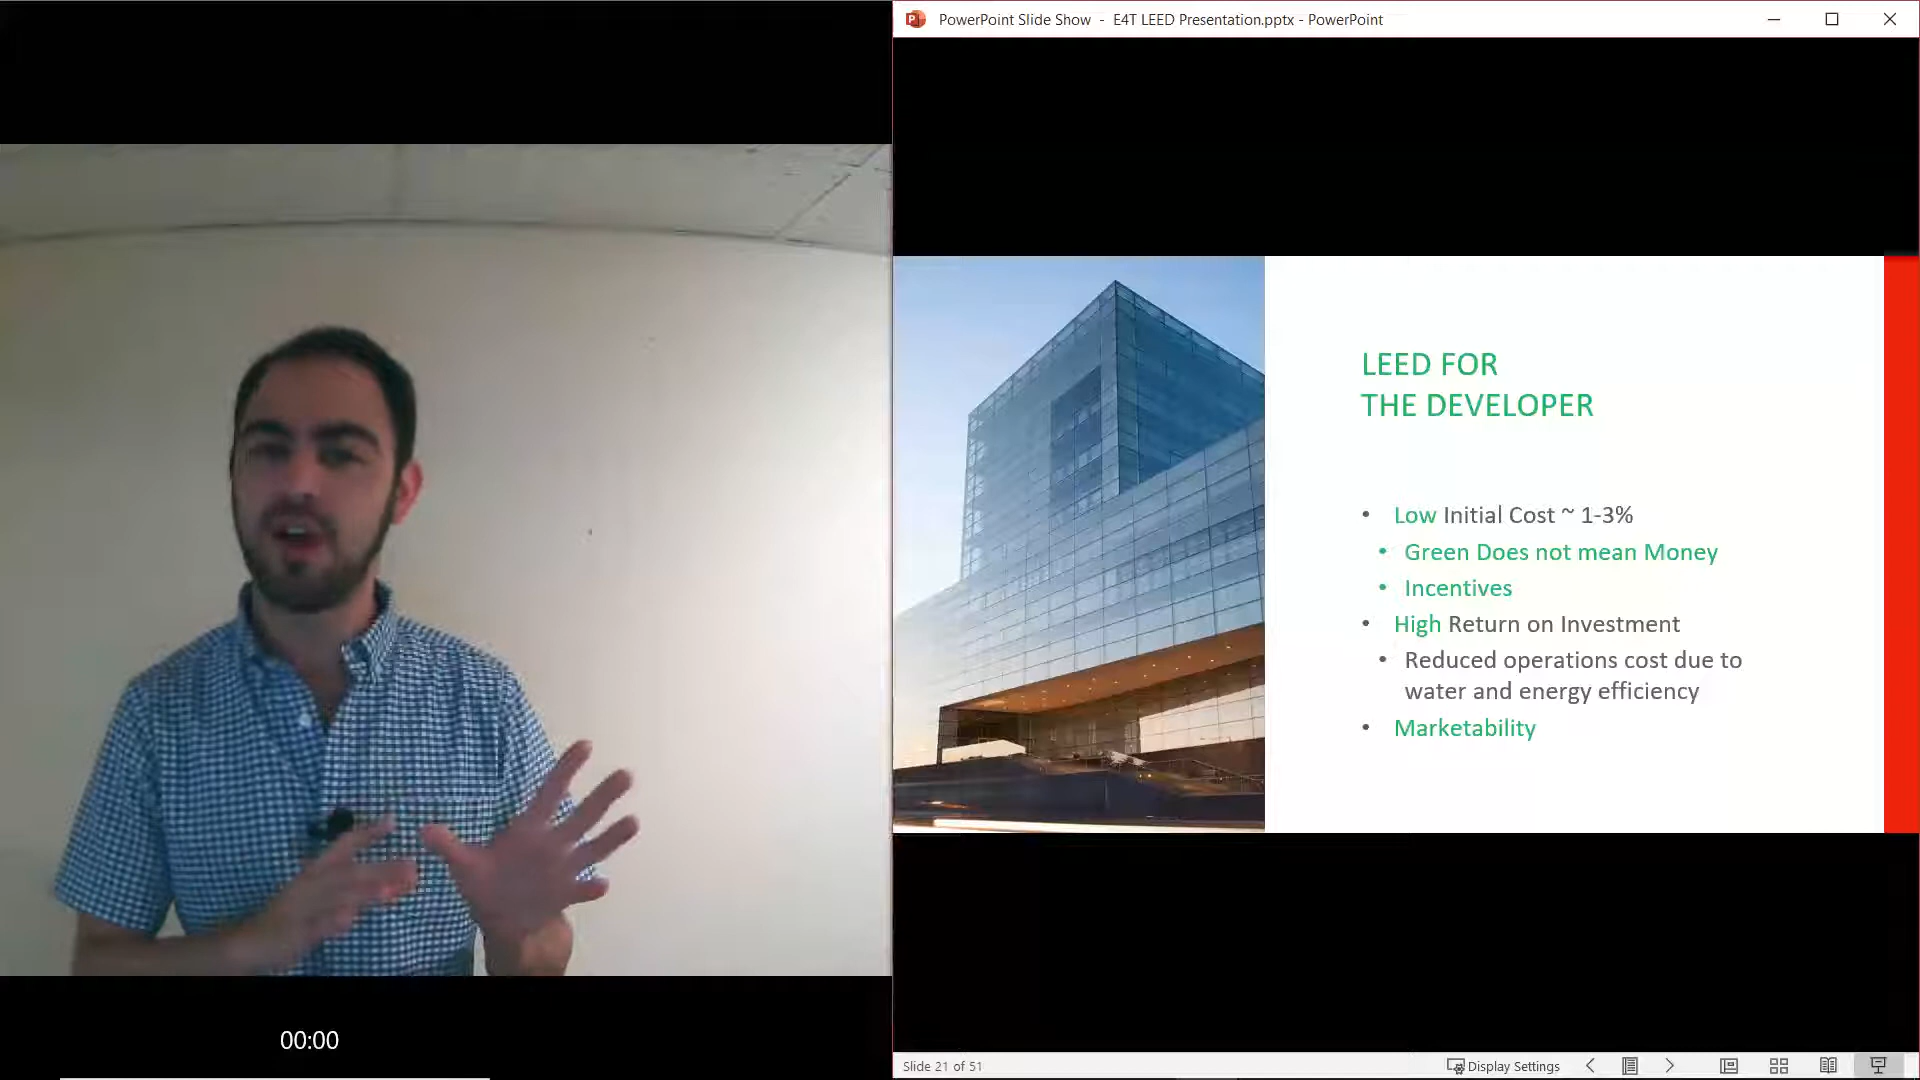 PowerPoint Slide Show - E4T LEED Presentation.pptx - PowerPoint
LEED FOR
THE DEVELOPER
• Low Initial Cost ~ 1-3%
• Green Does not mean Money
• Incentives
• High Return on Investment
• Reduced operations cost due to
water and energy efficiency
• Marketability
00:00
Slide 21 of 51
Display Settings